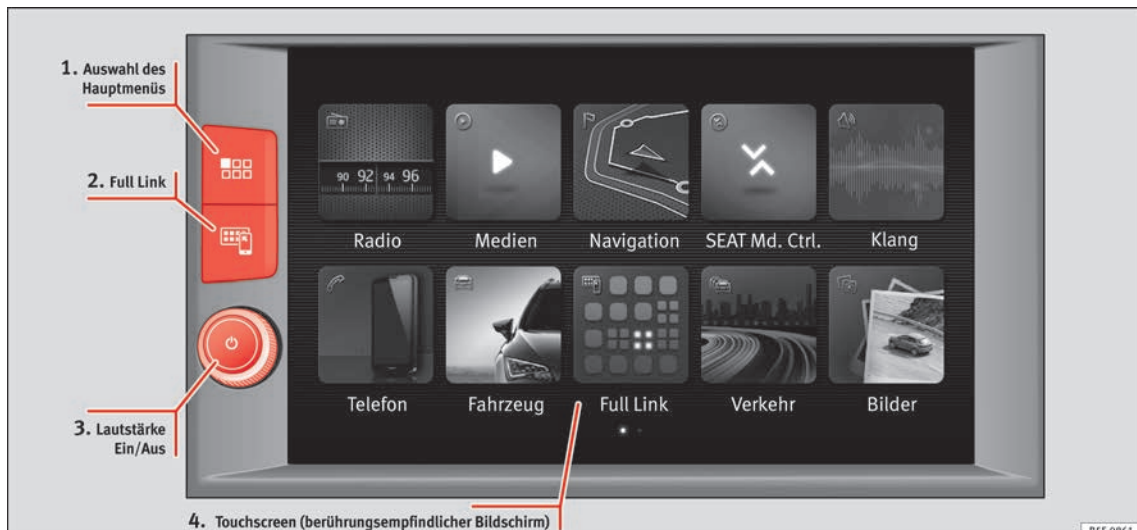 1. Auswahl des
Hauptmenüs
2. Full Link
3. Lautstärke
Ein/Aus
90 92 94 96
Radio Medien Navigation SEAT Md. Ctrl. Klang
Telefon Fahrzeug Full Link Verkehr Bilder
4. Touchscreen (berührungsempfindlicher Bildschirm)